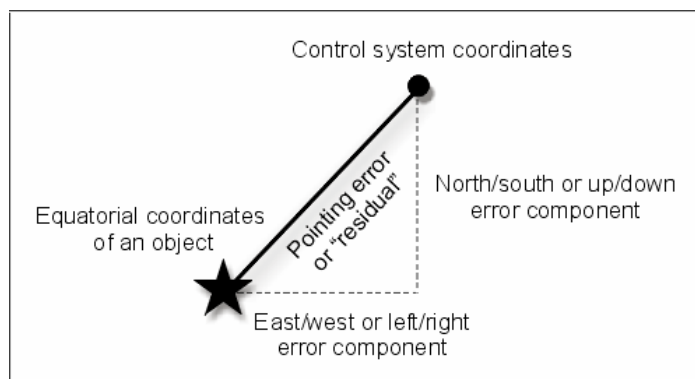 Control system coordinates
Pointing error
or "residual"
North/south or up/down
error component
Equatorial coordinates
of an object
East/west or left/right
error component